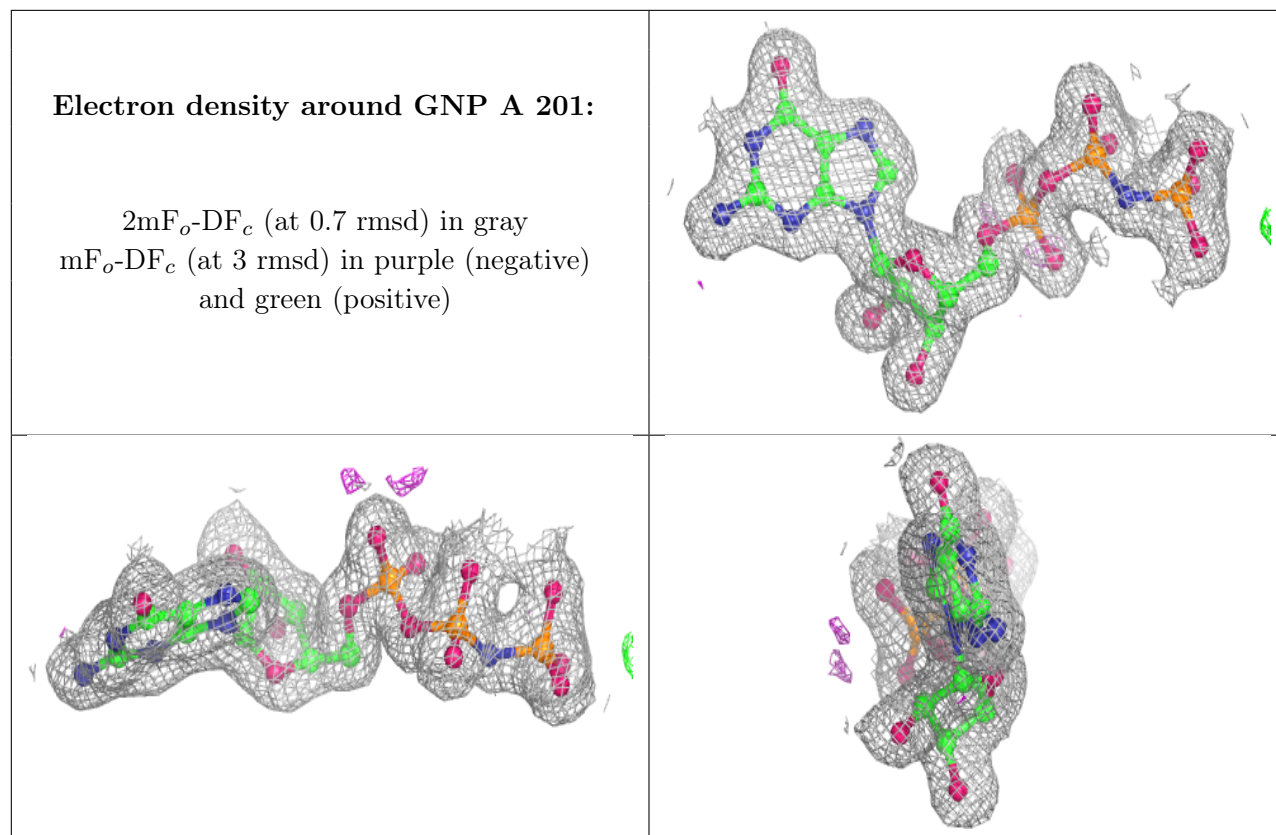 Electron density around GNP A 201:
2mFo-DFc (at 0.7 rmsd) in gray
mFo-DFc (at 3 rmsd) in purple (negative)
and green (positive)